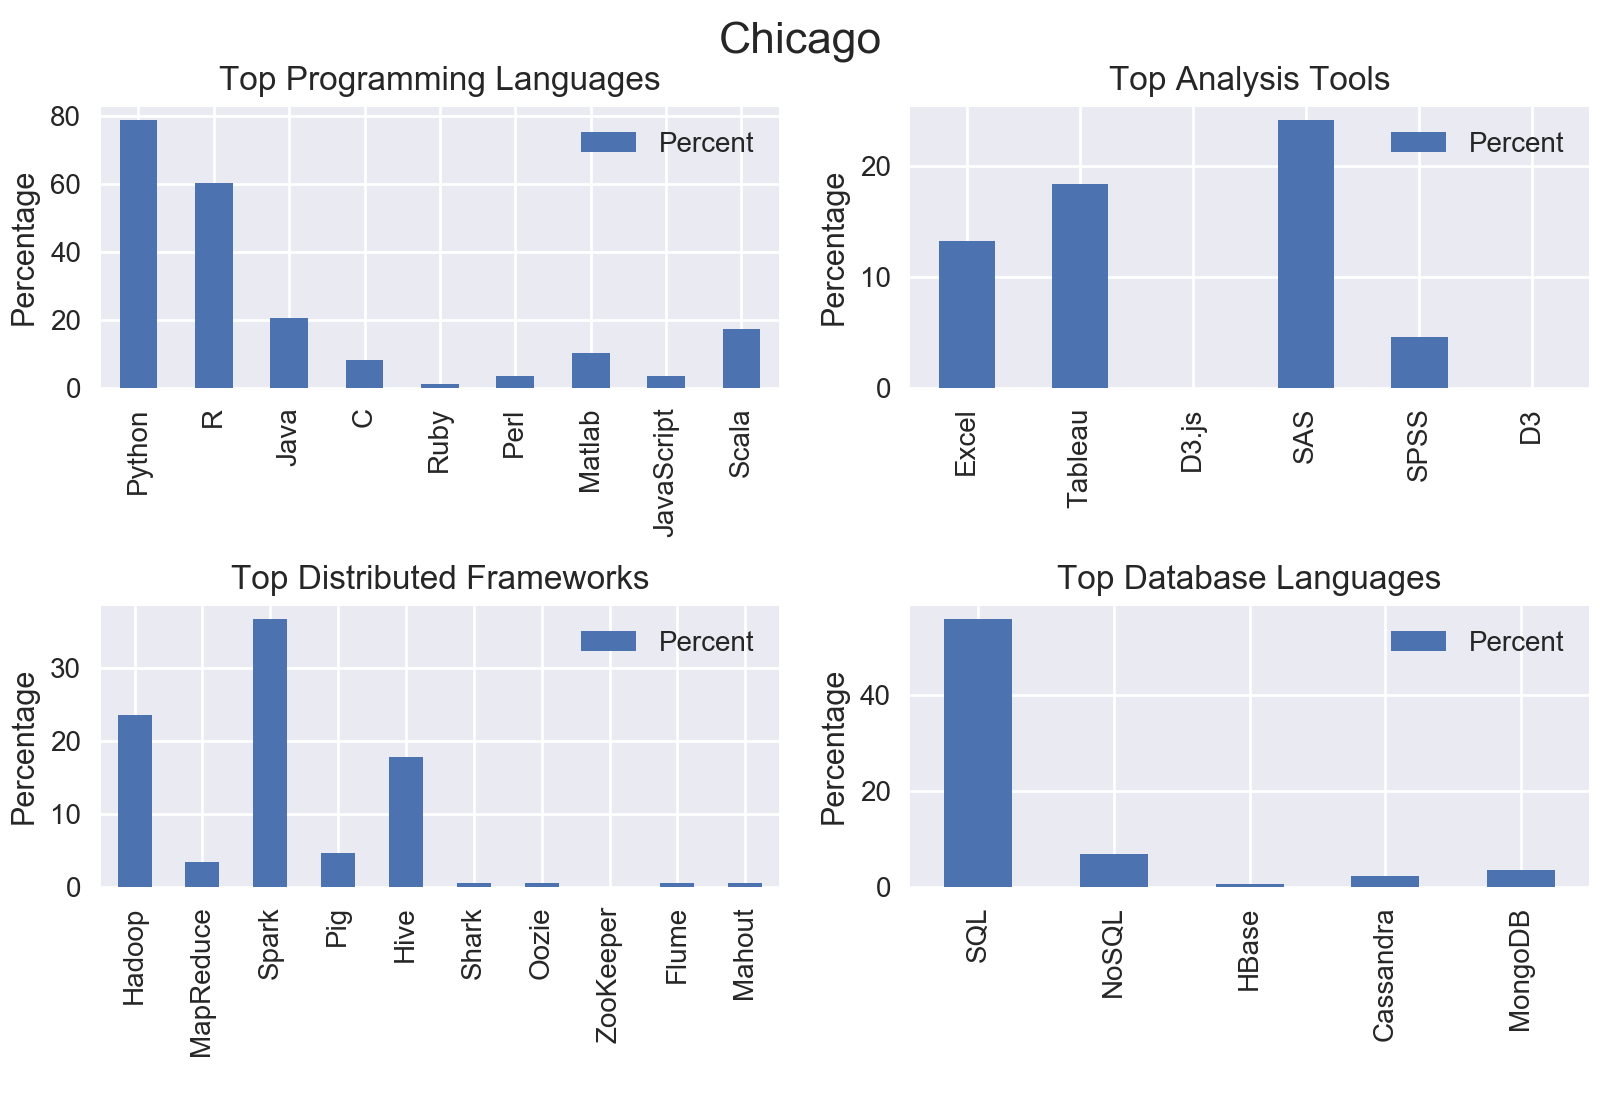 Chicago
Top Programming Languages
Percentage
80
60
40
20
0
Percent
Python
R
Java
C
Ruby
Perl
Matlab
JavaScript
Scala
Top Analysis Tools
Percentage
20
10
0
Percent
Excel
Tableau
D3.js
SAS
SPSS
D3
Top Distributed Frameworks
Percentage
30
20
10
0
Percent
Hadoop
MapReduce
Spark
Pig
Hive
Shark
Oozie
ZooKeeper
Flume
Mahout
Top Database Languages
Percentage
40
20
0
Percent
SQL
NoSQL
HBase
Cassandra
MongoDB